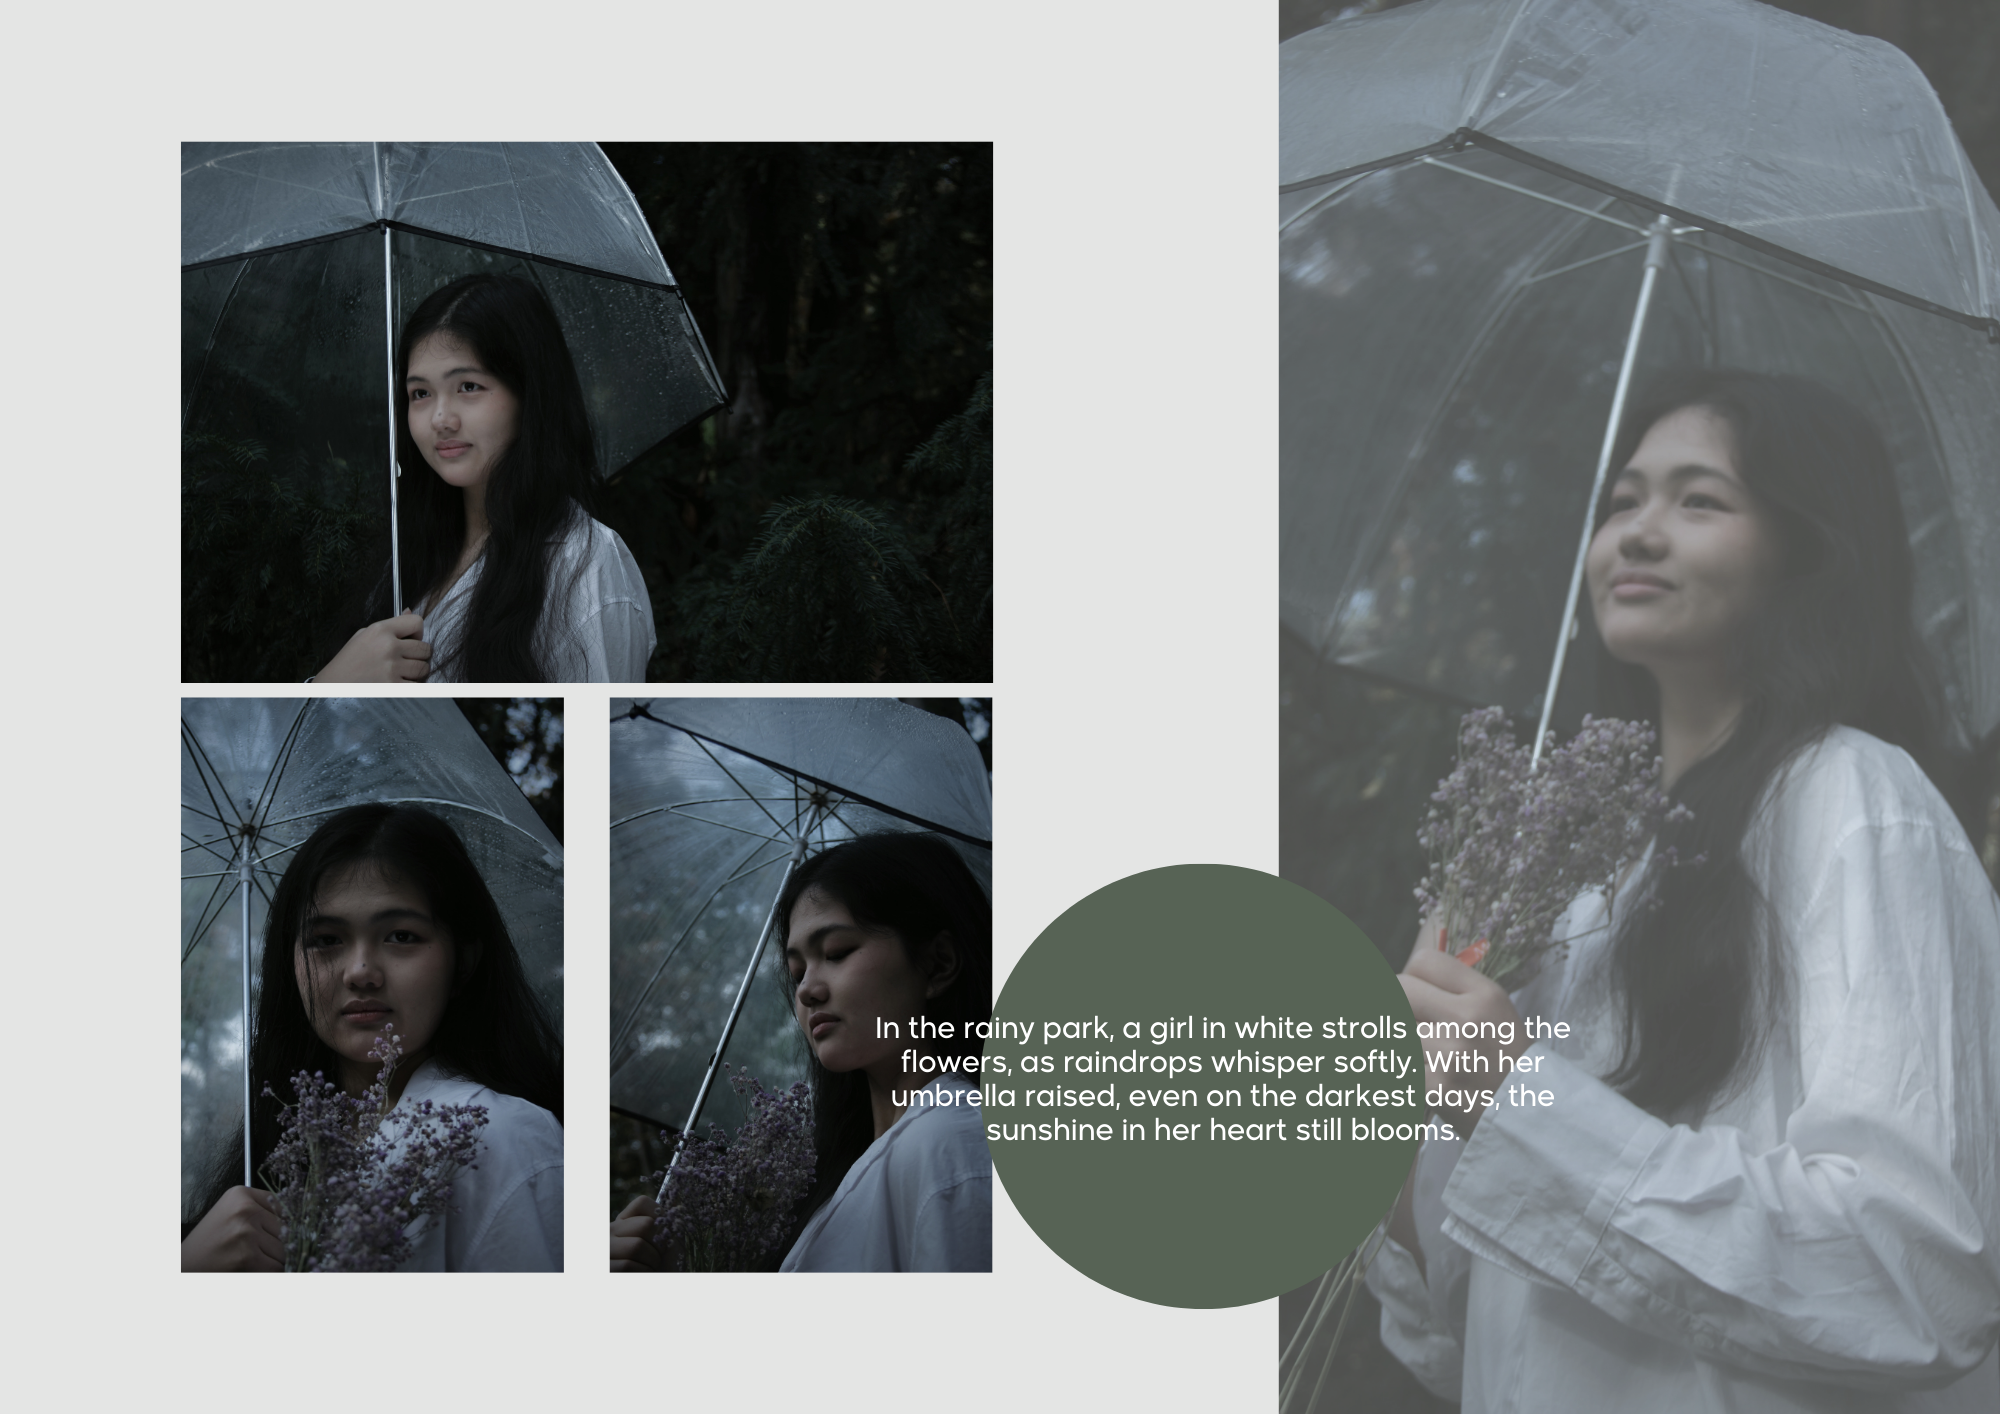 In the rainy park, a girl in white strolls among the
flowers, as raindrops whisper softly. With her
umbrella raised, even on the darkest days, the
sunshine in her heart still blooms.